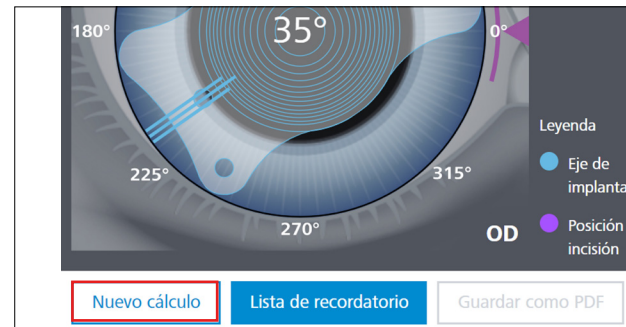 35°
180°
0°
Leyenda
Eje de
implanta
225°
315°
Posición
incisión
270°
OD
Nuevo cálculo
Lista de recordatorio
Guardar como PDF